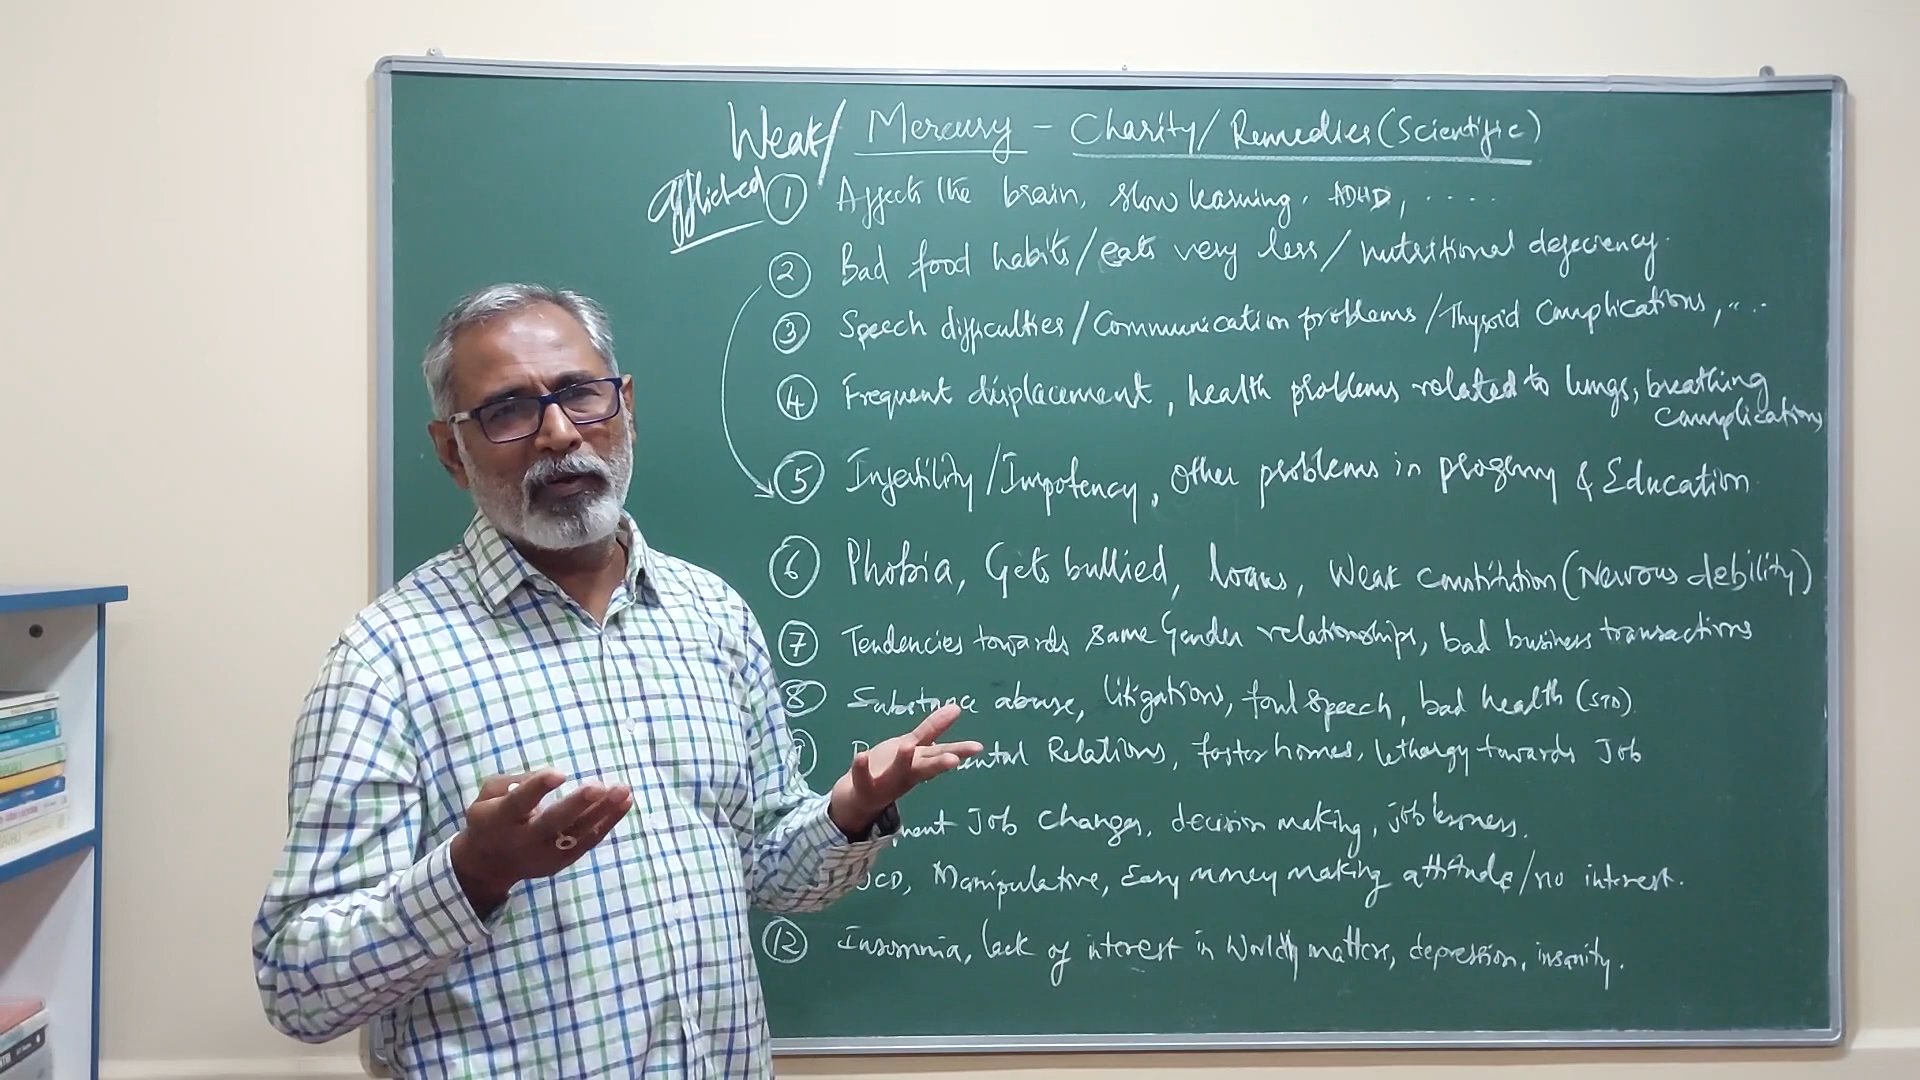 Weak/ Mercury - Charity/Remedies (Scientific)
afflicted
1 Affects the brain, slow learning, ADHD, ....
2 Bad food habits/eats very less/nutritional deficiency.
3 Speech difficulties/Communication problems/Thyroid Complications, ....
4 Frequent displacement, health problems related to lungs, breathing
complications
5 Infertility/Impotency, Other problems in progeny & Education
6 Phobia, Gets bullied, loans, Weak constitution (Nervous debility)
7 Tendencies towards same Gender relationships, bad business transactions
8 Substance abuse, litigations, foul speech, bad health (STD).
9 Relations, foster homes, lethargy towards Job
Job changes, decision making, joblessness.
OCD, Manipulative, Easy money making attitude/no interest.
12 Insomnia, lack of interest in Worldly matters, depression, insanity.